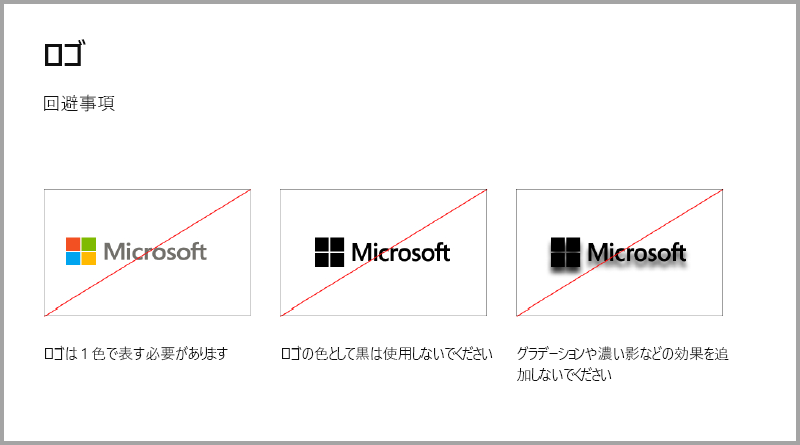 ロゴ
回避事項
Microsoft
Microsoft
Microsoft
ロゴは１色で表す必要があります
ロゴの色として黒は使用しないでください
グラデーションや濃い影などの効果を追
加しないでください